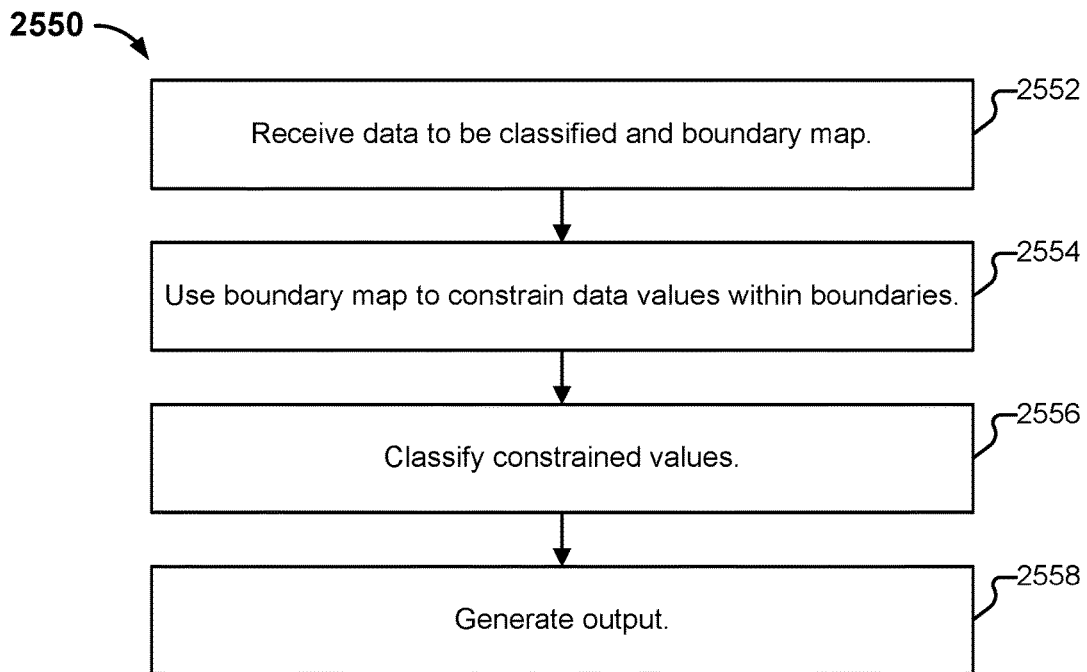 2550
2552
Receive data to be classified and boundary map.
2554
Use boundary map to constrain data values within boundaries.
2556
Classify constrained values.
2558
Generate output.